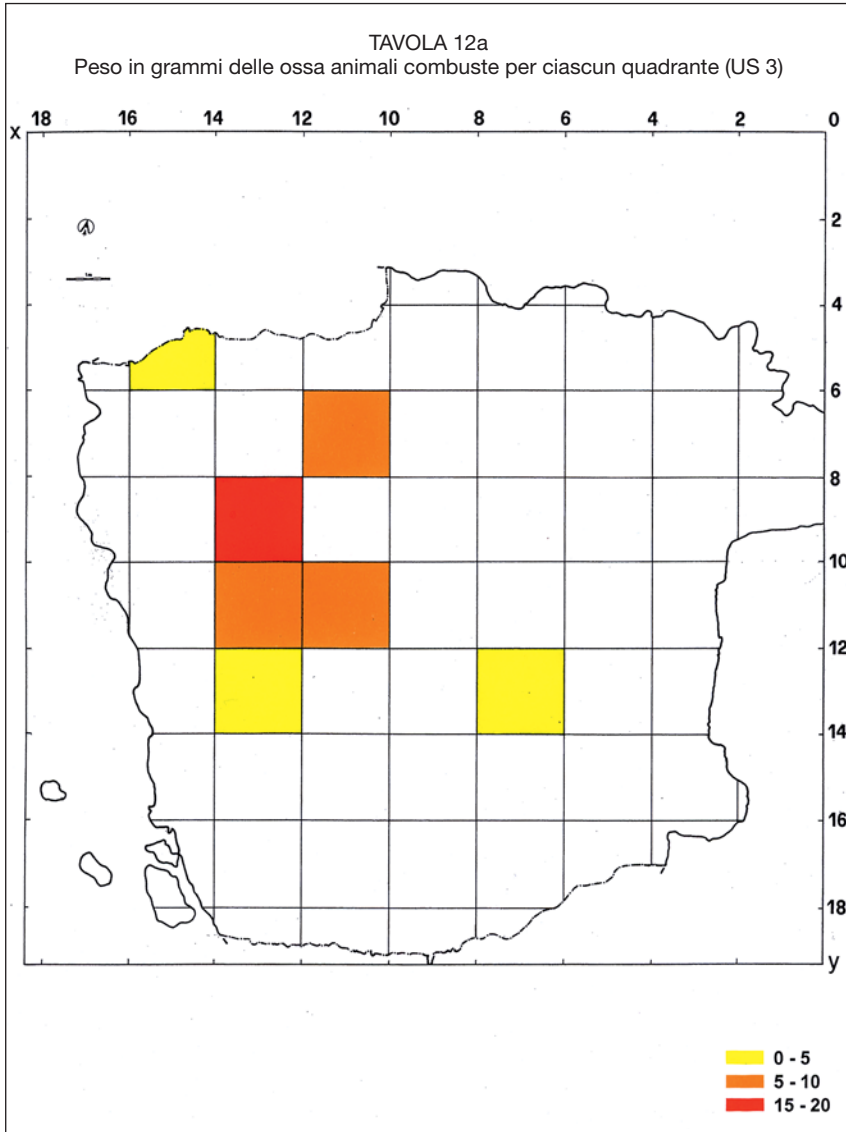 TAVOLA 12a
Peso in grammi delle ossa animali combuste per ciascun quadrante (US 3)
x 18 16 14 12 10 8 6 4 2 0
2
4
6
8
10
12
14
16
18
y
0 - 5
5 - 10
15 - 20